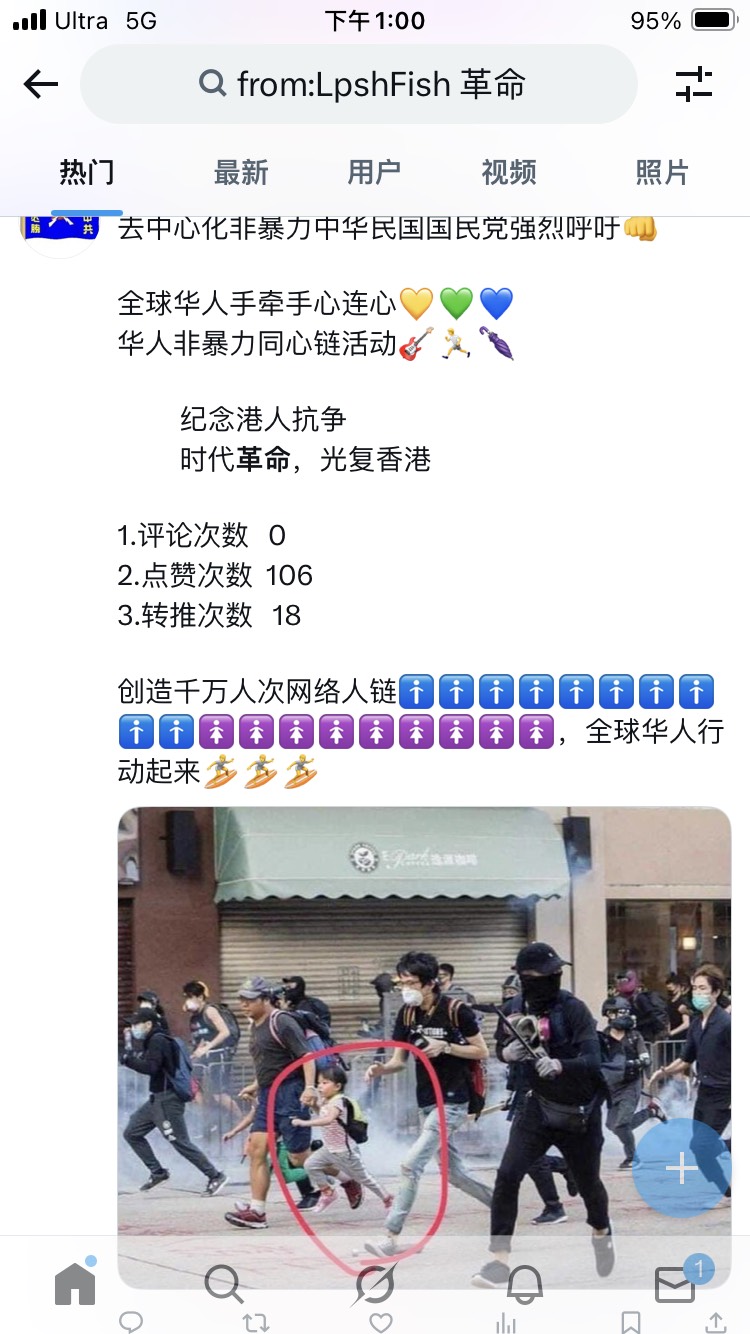 Ultra 5G 下午1:00 95%
from:LpshFish 革命
热门 最新 用户 视频 照片
去中心化非暴力中华民国国民党强烈呼吁👊
全球华人手牵手心连心💛💚💙
华人非暴力同心链活动🎸🏃🌂
纪念港人抗争
时代革命，光复香港
1.评论次数 0
2.点赞次数 106
3.转推次数 18
创造千万人次网络人链🚹🚹🚹🚹🚹🚹🚹🚹
🚹🚹🚺🚺🚺🚺🚺🚺🚺🚺🚺，全球华人行
动起来🏄🏄🏄
1